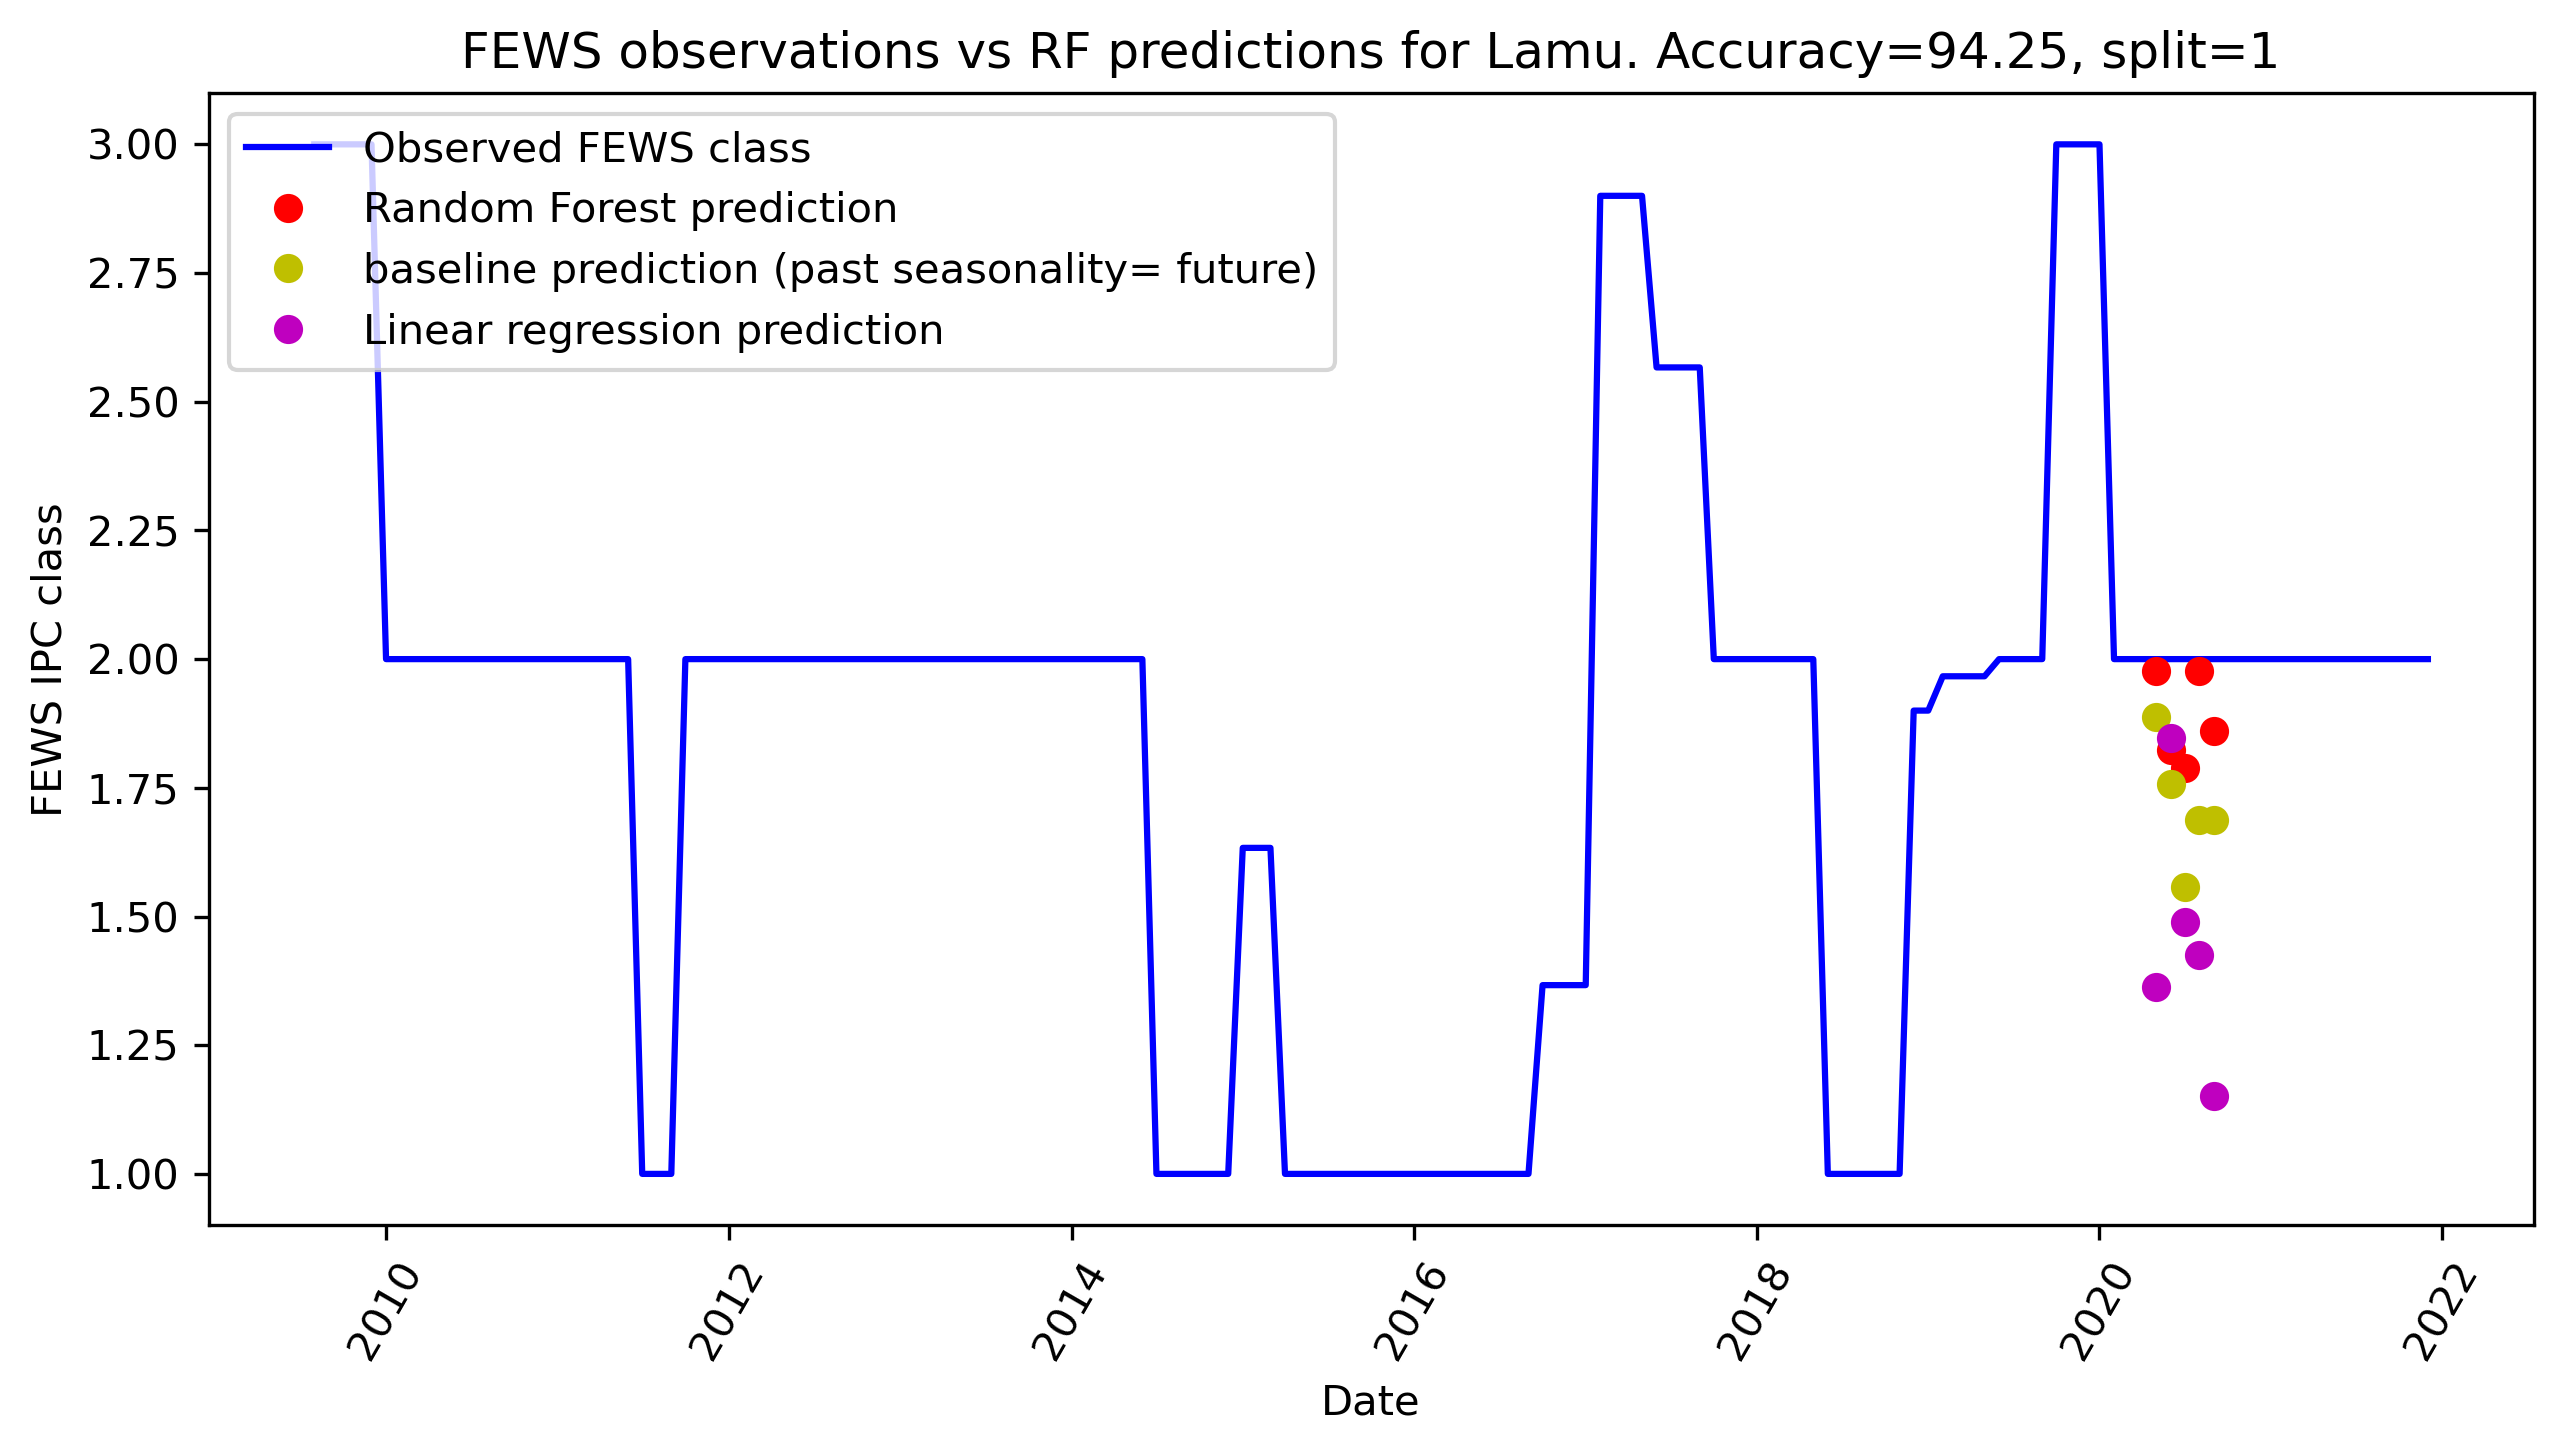 FEWS observations vs RF predictions for Lamu. Accuracy=94.25, split=1
Observed FEWS class
Random Forest prediction
baseline prediction (past seasonality= future)
Linear regression prediction
FEWS IPC class
3.00
2.75
2.50
2.25
2.00
1.75
1.50
1.25
1.00
2010
2012
2014
2016
2018
2020
2022
Date